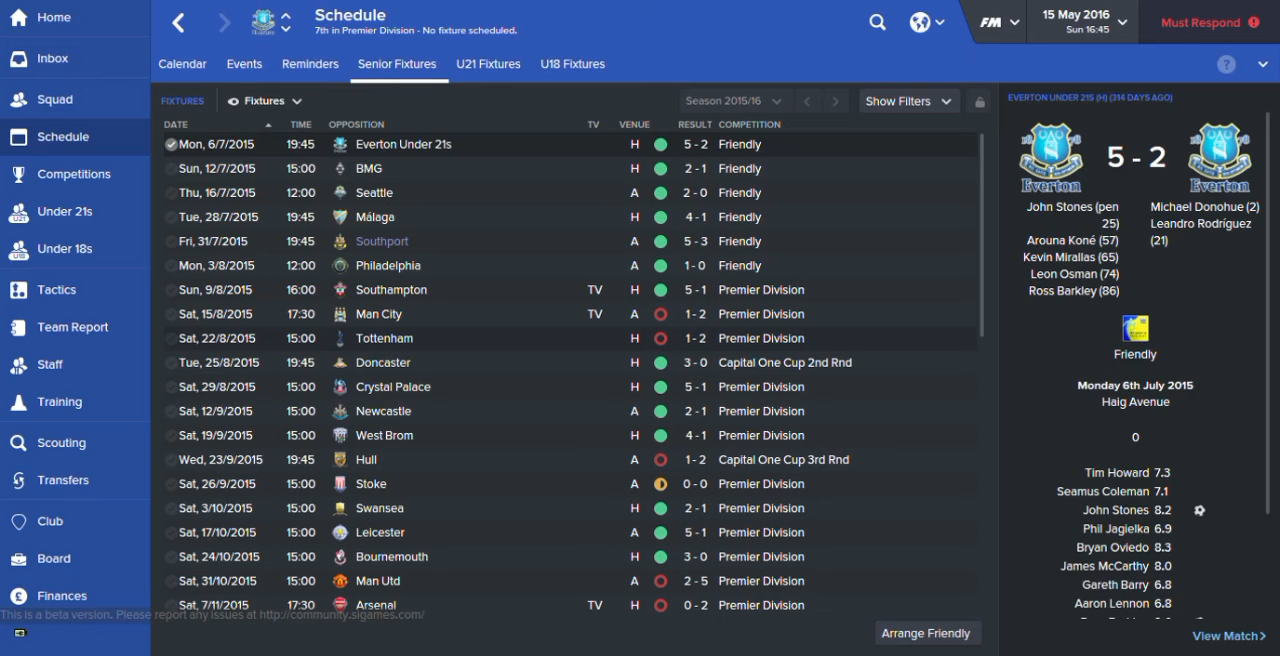 Home
Inbox
Squad
Schedule
Competitions
Under 21s
Under 18s
Tactics
Team Report
Staff
Training
Scouting
Transfers
Club
Board
Finances
Schedule
7th in Premier Division - No fixture scheduled.
FM
15 May 2016
Sun 16:45
Must Respond
Calendar Events Reminders Senior Fixtures U21 Fixtures U18 Fixtures
FIXTURES Fixtures Season 2015/16 Show Filters
DATE TIME OPPOSITION TV VENUE RESULT COMPETITION
Mon, 6/7/2015 19:45 Everton Under 21s H 5 - 2 Friendly
Sun, 12/7/2015 15:00 BMG H 2 - 1 Friendly
Thu, 16/7/2015 12:00 Seattle A 2 - 0 Friendly
Tue, 28/7/2015 19:45 Málaga H 4 - 1 Friendly
Fri, 31/7/2015 19:45 Southport A 5 - 3 Friendly
Mon, 3/8/2015 12:00 Philadelphia A 1 - 0 Friendly
Sun, 9/8/2015 16:00 Southampton TV H 5 - 1 Premier Division
Sat, 15/8/2015 17:30 Man City TV A 1 - 2 Premier Division
Sat, 22/8/2015 15:00 Tottenham H 1 - 2 Premier Division
Tue, 25/8/2015 19:45 Doncaster H 3 - 0 Capital One Cup 2nd Rnd
Sat, 29/8/2015 15:00 Crystal Palace H 5 - 1 Premier Division
Sat, 12/9/2015 15:00 Newcastle A 2 - 1 Premier Division
Sat, 19/9/2015 15:00 West Brom H 4 - 1 Premier Division
Wed, 23/9/2015 19:45 Hull A 1 - 2 Capital One Cup 3rd Rnd
Sat, 26/9/2015 15:00 Stoke A 0 - 0 Premier Division
Sat, 3/10/2015 15:00 Swansea H 2 - 1 Premier Division
Sat, 17/10/2015 15:00 Leicester A 5 - 1 Premier Division
Sat, 24/10/2015 15:00 Bournemouth H 3 - 0 Premier Division
Sat, 31/10/2015 15:00 Man Utd A 2 - 5 Premier Division
Sat, 7/11/2015 17:30 Arsenal TV H 0 - 2 Premier Division
This is a beta version. Please report any issues at http://community.sigames.com/
Arrange Friendly
EVERTON UNDER 21S (H) (314 DAYS AGO)
5 - 2
Everton Everton
John Stones (pen 25)
Arouna Koné (57)
Kevin Mirallas (65)
Leon Osman (74)
Ross Barkley (86)
Michael Donohue (2)
Leandro Rodríguez (21)
Friendly
Monday 6th July 2015
Haig Avenue
0
Tim Howard 7.3
Seamus Coleman 7.1
John Stones 8.2
Phil Jagielka 6.9
Bryan Oviedo 8.3
James McCarthy 8.0
Gareth Barry 6.8
Aaron Lennon 6.8
View Match